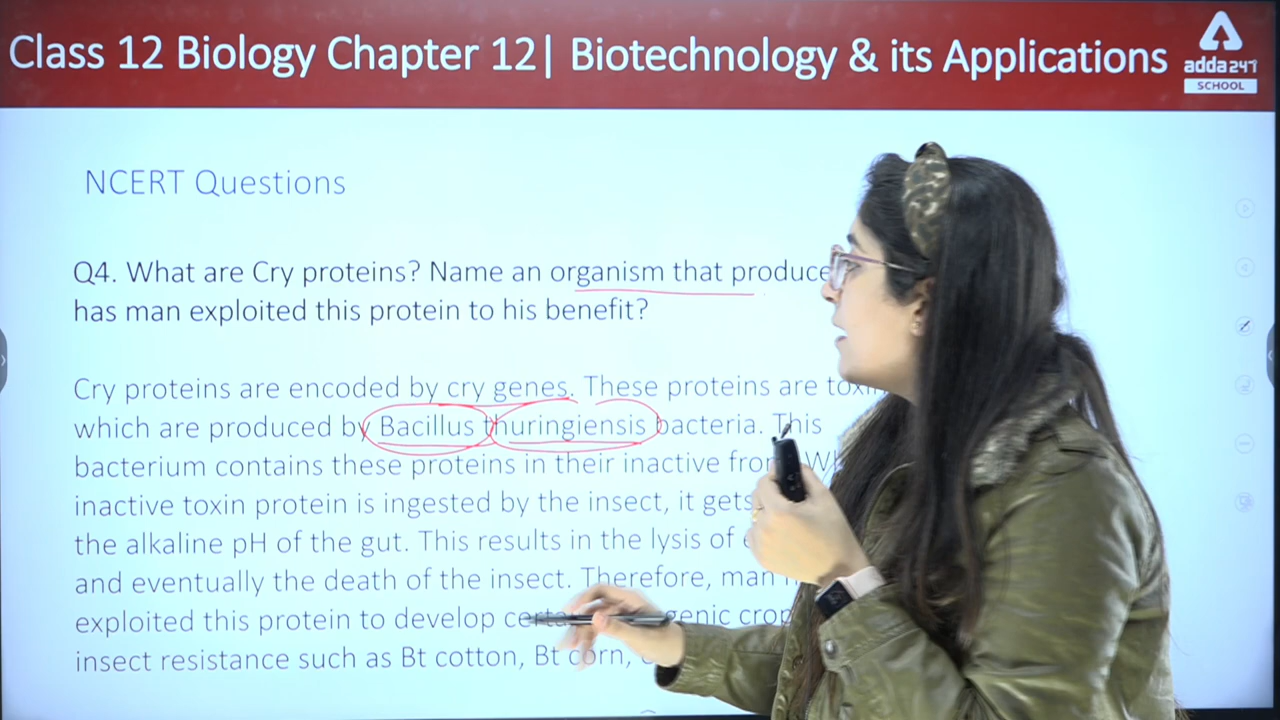 Class 12 Biology Chapter 12| Biotechnology & its Applications
adda247
SCHOOL
NCERT Questions
Q4. What are Cry proteins? Name an organism that produce
has man exploited this protein to his benefit?
Cry proteins are encoded by cry genes. These proteins are
which are produced by Bacillus thuringiensis bacteria. This
bacterium contains these proteins in their inactive
inactive toxin protein is ingested by the insect, it gets
the alkaline pH of the gut. This results in the lysis of
and eventually the death of the insect. Therefore, man
exploited this protein to develop
insect resistance such as Bt cotton, Bt corn,